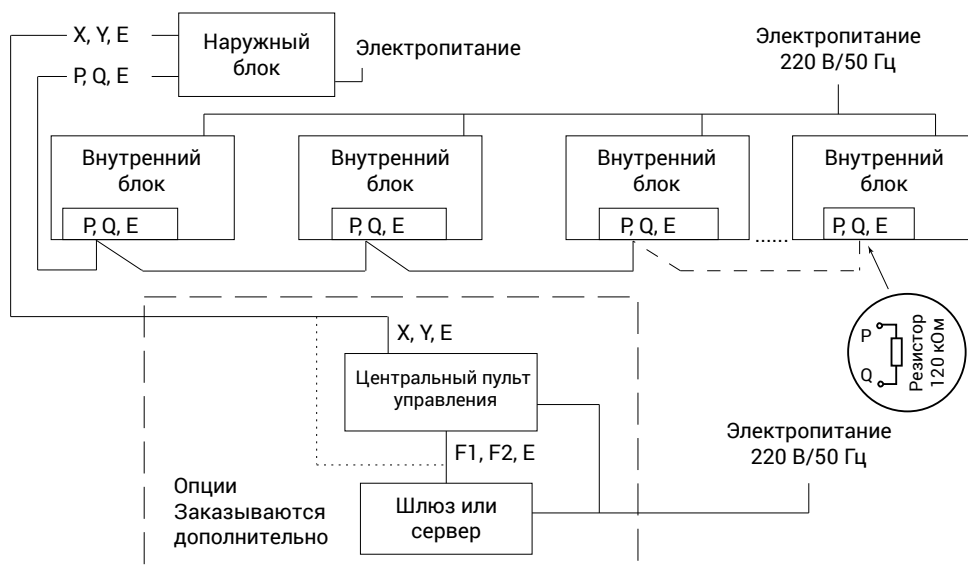 X, Y, E
P, Q, E
Наружный
блок
Электропитание
Электропитание
220 В/50 Гц
Внутренний
блок
P, Q, E
Внутренний
блок
P, Q, E
Внутренний
блок
P, Q, E
......
Внутренний
блок
P, Q, E
P
Q
Резистор
120 кОм
X, Y, E
Центральный пульт
управления
F1, F2, E
Шлюз или
сервер
Опции
Заказываются
дополнительно
Электропитание
220 В/50 Гц